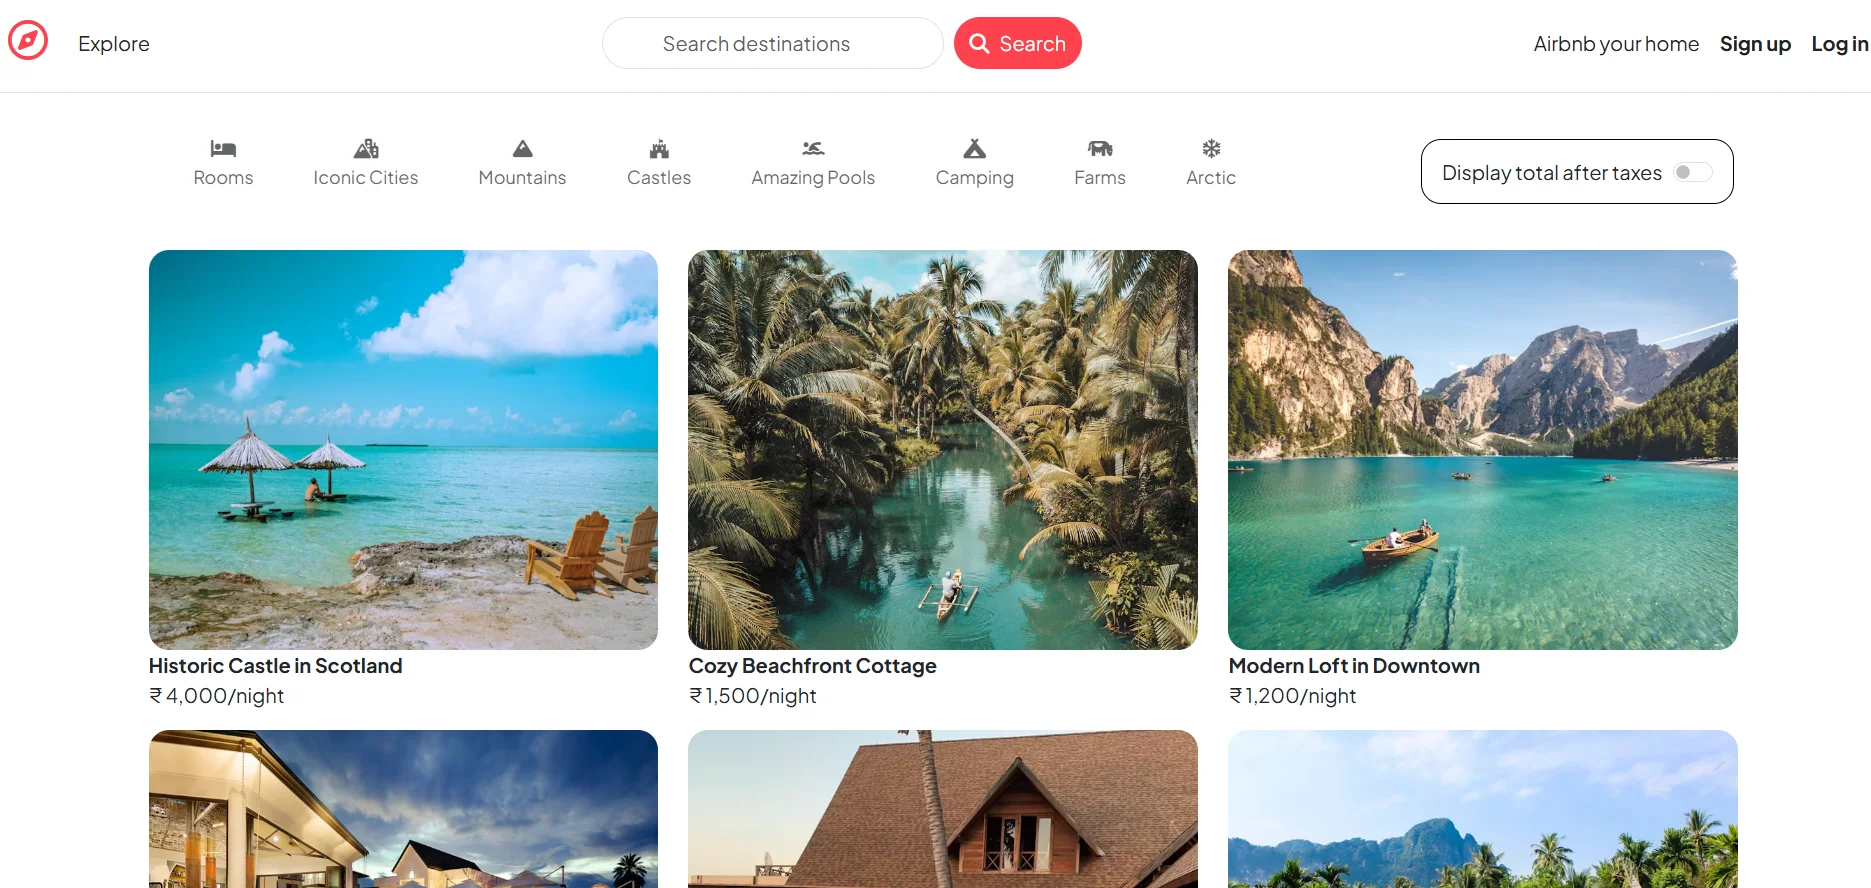 Explore
Search destinations
Search
Airbnb your home
Sign up
Log in
Rooms
Iconic Cities
Mountains
Castles
Amazing Pools
Camping
Farms
Arctic
Display total after taxes
Historic Castle in Scotland
₹4,000/night
Cozy Beachfront Cottage
₹1,500/night
Modern Loft in Downtown
₹1,200/night